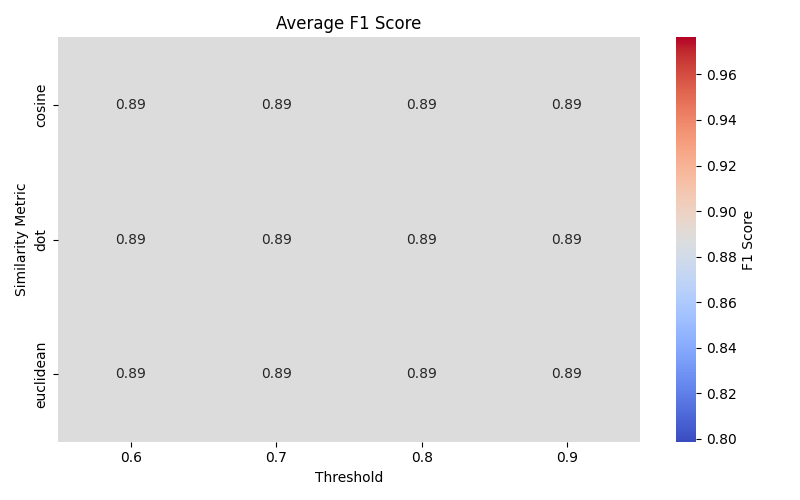 Average F1 Score
cosine 0.89 0.89 0.89 0.89
dot 0.89 0.89 0.89 0.89
euclidean 0.89 0.89 0.89 0.89
Similarity Metric
0.6 0.7 0.8 0.9
Threshold
0.96
0.94
0.92
0.90
0.88
0.86
0.84
0.82
0.80
F1 Score